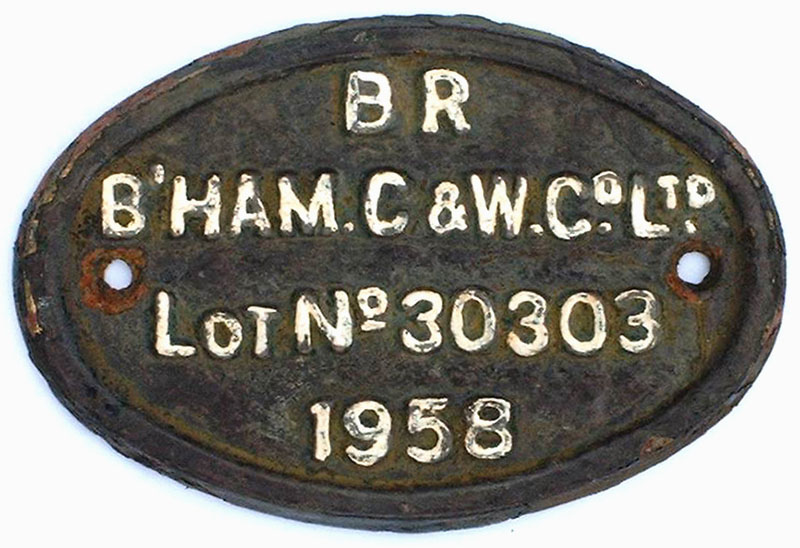 BR
B'HAM. C & W. Cº. LTD
LOT Nº 30303
1958